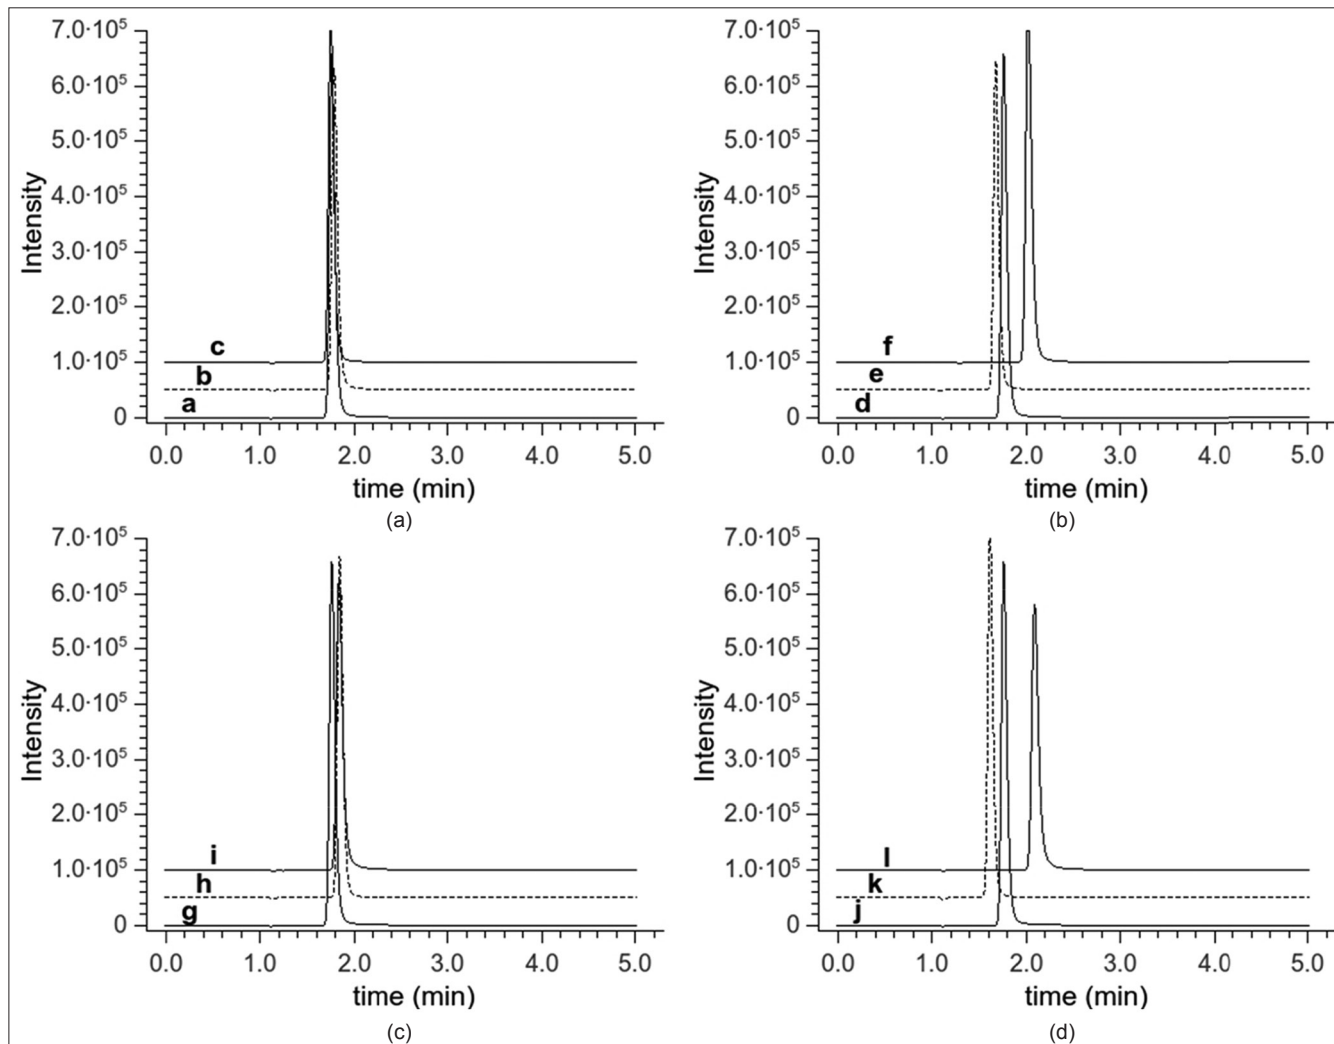 7.0·10⁵
6.0·10⁵
5.0·10⁵
4.0·10⁵
3.0·10⁵
2.0·10⁵
1.0·10⁵
0
Intensity
c
b
a
0.0 1.0 2.0 3.0 4.0 5.0
time (min)
(a)
7.0·10⁵
6.0·10⁵
5.0·10⁵
4.0·10⁵
3.0·10⁵
2.0·10⁵
1.0·10⁵
0
Intensity
f
e
d
0.0 1.0 2.0 3.0 4.0 5.0
time (min)
(b)
7.0·10⁵
6.0·10⁵
5.0·10⁵
4.0·10⁵
3.0·10⁵
2.0·10⁵
1.0·10⁵
0
Intensity
i
h
g
0.0 1.0 2.0 3.0 4.0 5.0
time (min)
(c)
7.0·10⁵
6.0·10⁵
5.0·10⁵
4.0·10⁵
3.0·10⁵
2.0·10⁵
1.0·10⁵
0
Intensity
l
k
j
0.0 1.0 2.0 3.0 4.0 5.0
time (min)
(d)